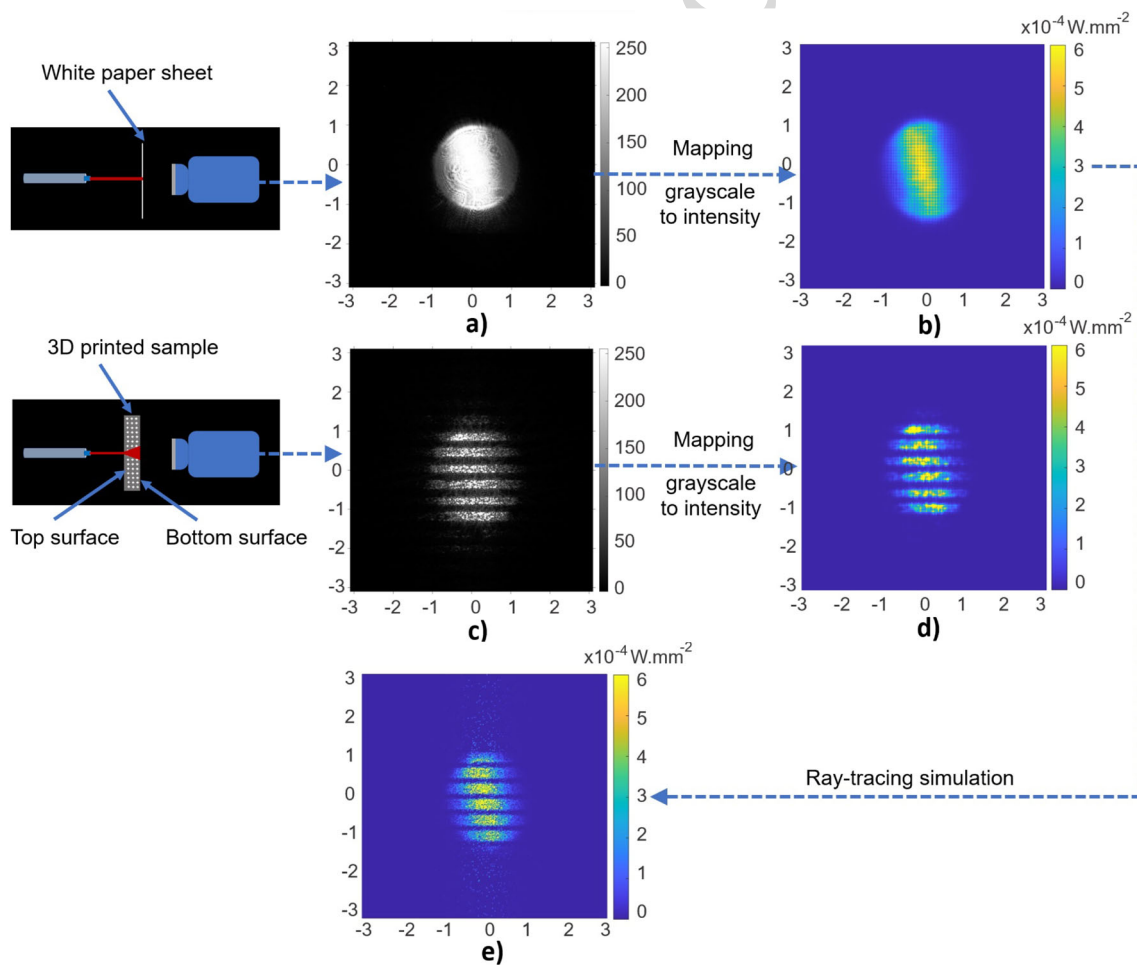 x10-4 W.mm-2
White paper sheet
3
2
1
0
-1
-2
-3
-3 -2 -1 0 1 2 3
250
200
150
100
50
0
a)
Mapping
grayscale
to intensity
3
2
1
0
-1
-2
-3
-3 -2 -1 0 1 2 3
6
5
4
3
2
1
0
b)
x10-4 W.mm-2
3D printed sample
Top surface
Bottom surface
3
2
1
0
-1
-2
-3
-3 -2 -1 0 1 2 3
250
200
150
100
50
0
c)
Mapping
grayscale
to intensity
3
2
1
0
-1
-2
-3
-3 -2 -1 0 1 2 3
6
5
4
3
2
1
0
d)
x10-4 W.mm-2
3
2
1
0
-1
-2
-3
-3 -2 -1 0 1 2 3
6
5
4
3
2
1
0
e)
Ray-tracing simulation